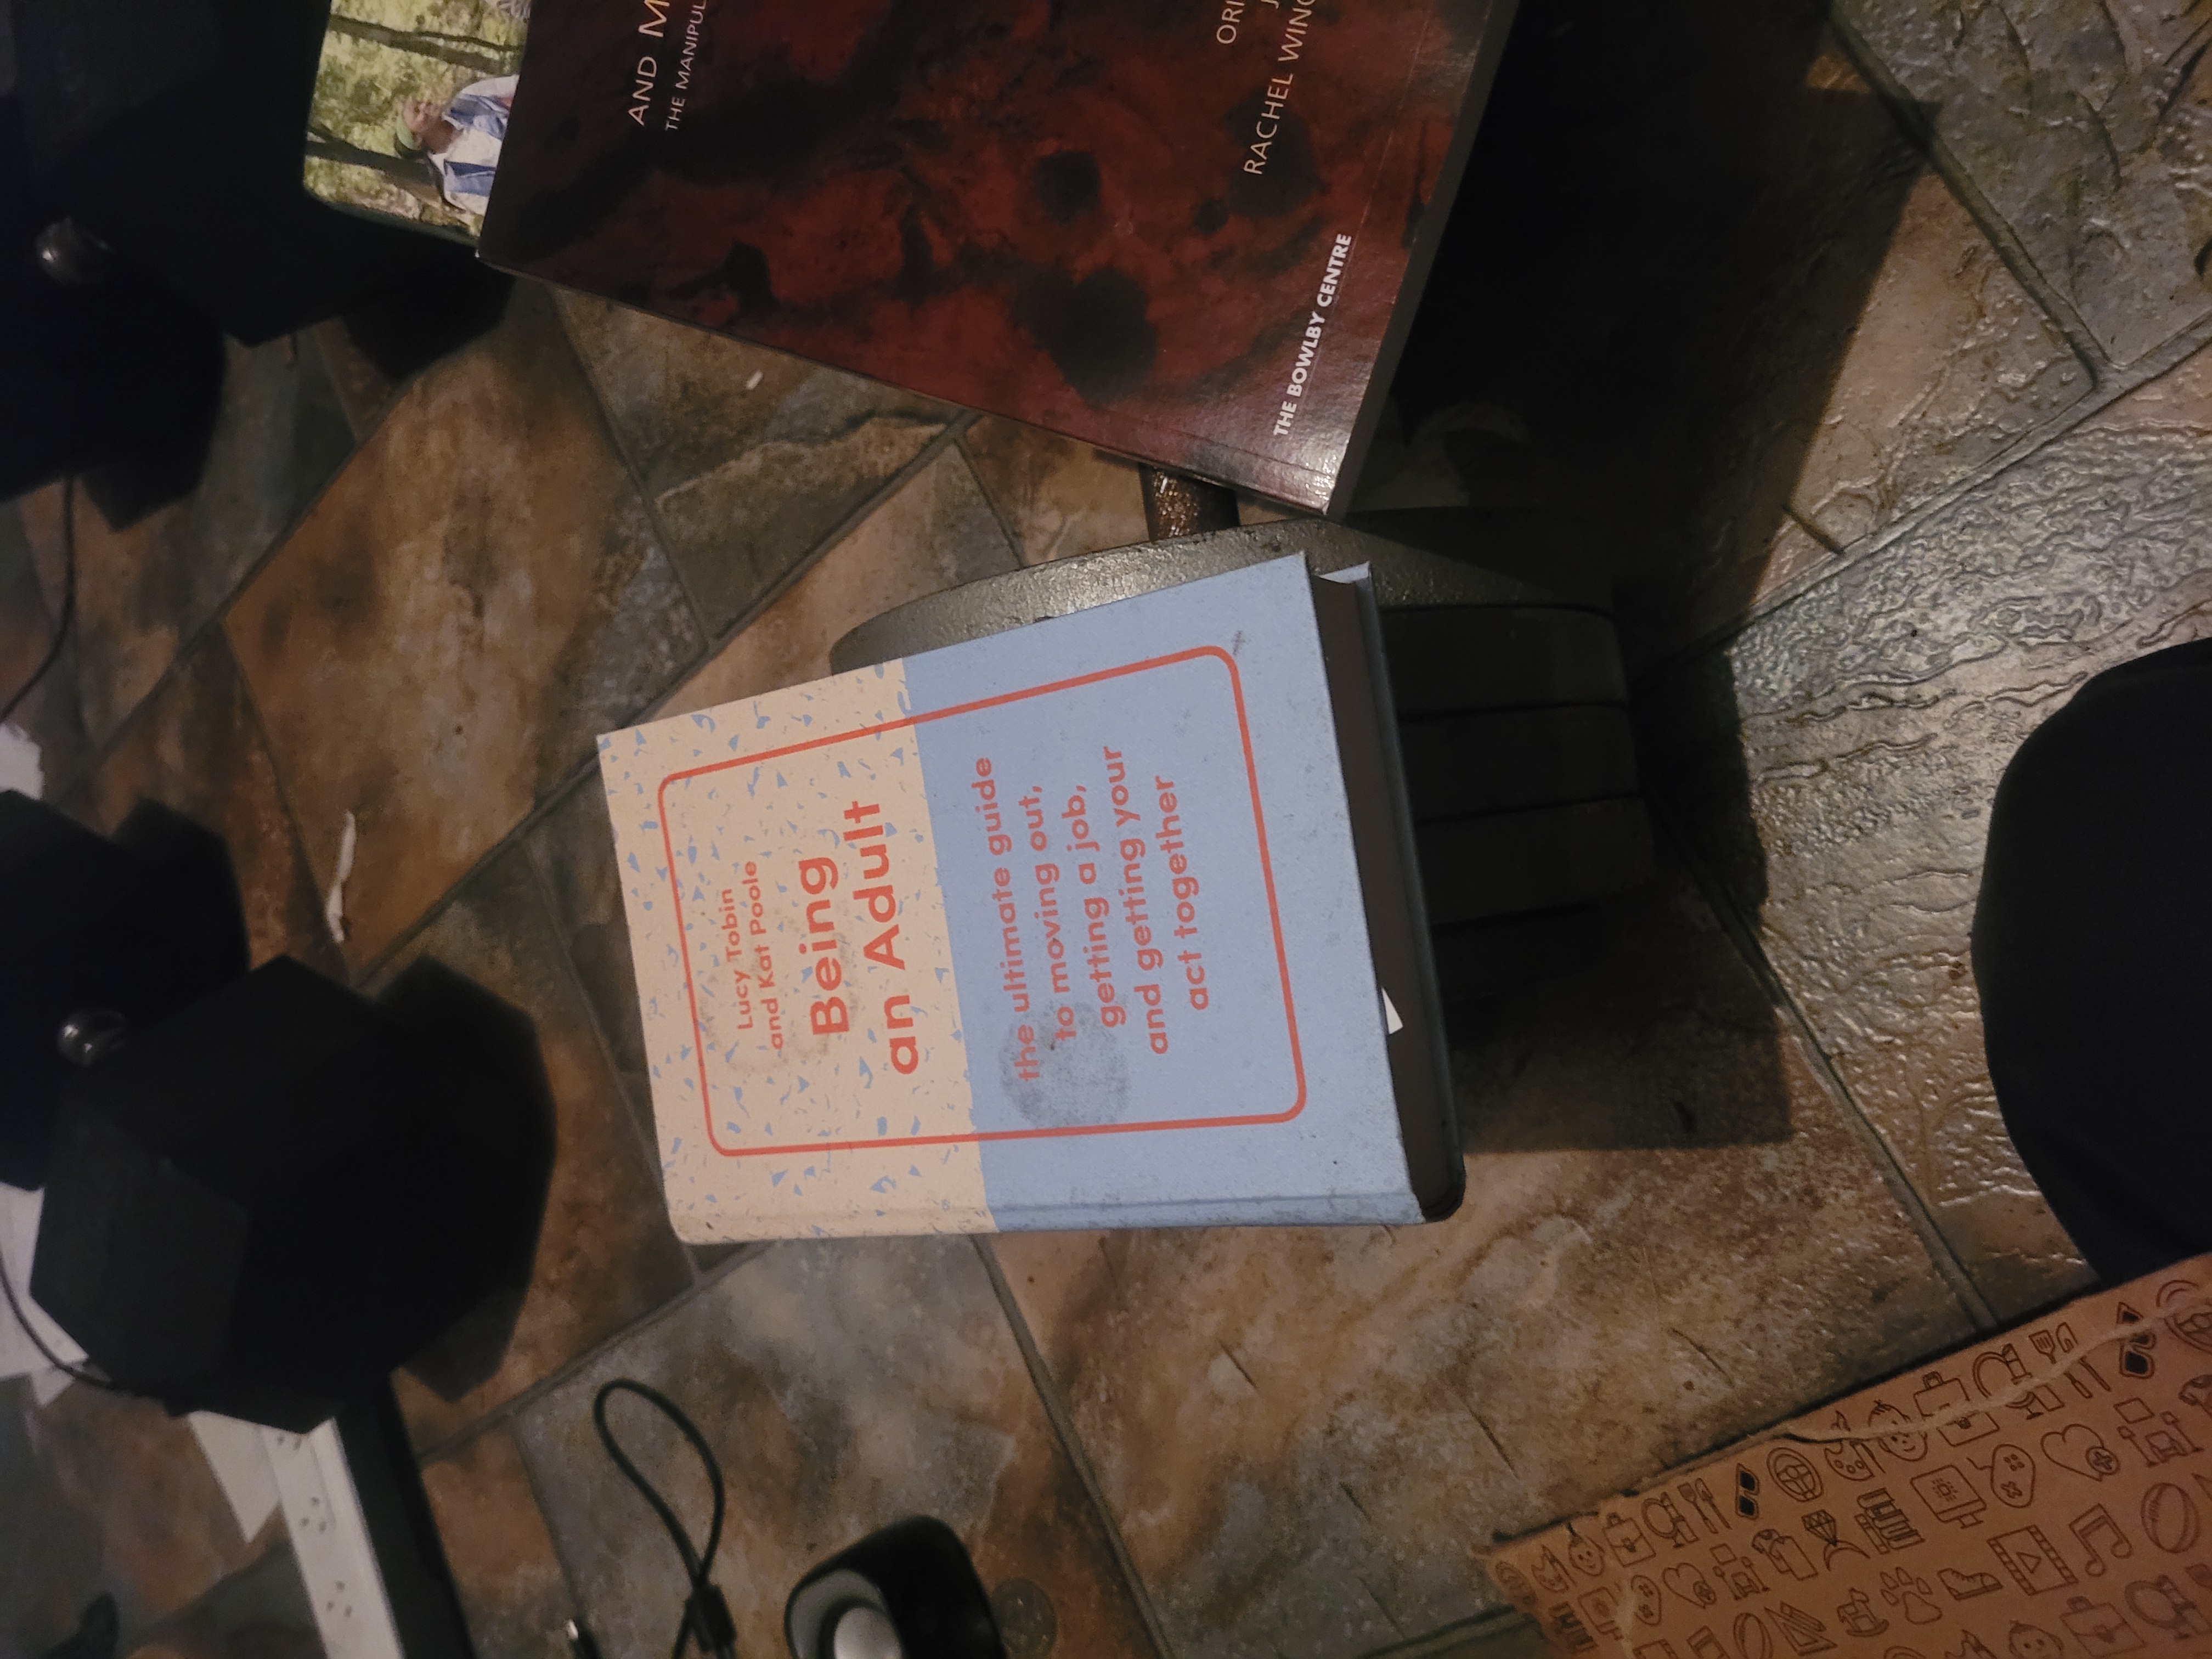 Lucy Tobin
and Kat Poole
Being
an Adult
the ultimate guide
to moving out,
getting a job,
and getting your
act together
AND M
THE MANIPUL
ORI
RACHEL WING
THE BOWLBY CENTRE